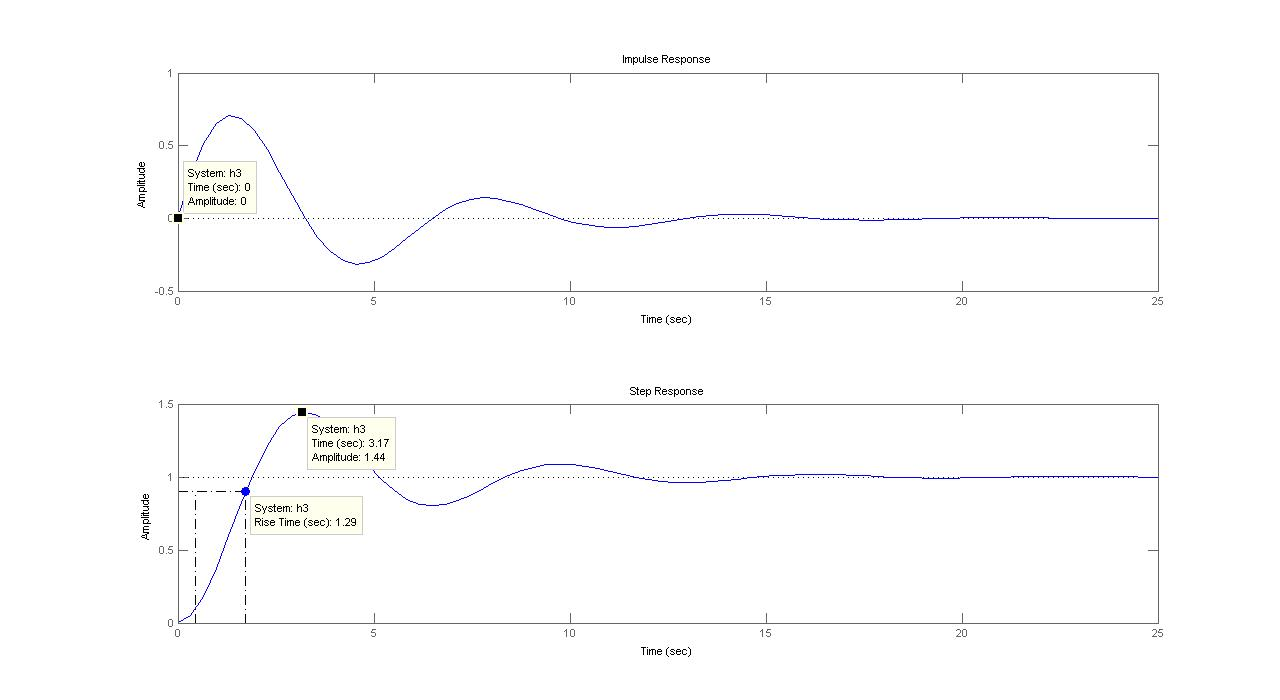 Impulse Response
1
0.5
0
-0.5
Amplitude
System: h3
Time (sec): 0
Amplitude: 0
0 5 10 15 20 25
Time (sec)
Step Response
1.5
1
0.5
0
Amplitude
System: h3
Time (sec): 3.17
Amplitude: 1.44
System: h3
Rise Time (sec): 1.29
0 5 10 15 20 25
Time (sec)